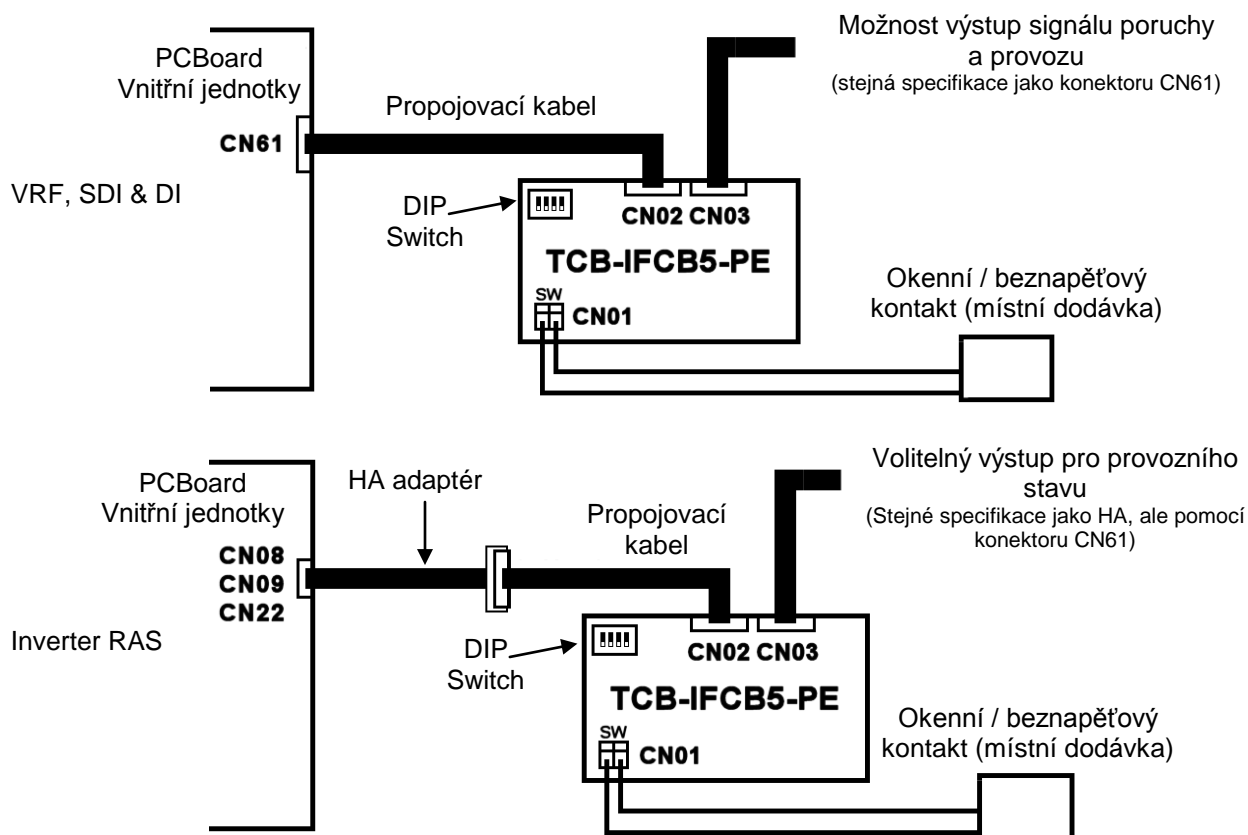 Možnost výstup signálu poruchy
a provozu
(stejná specifikace jako konektoru CN61)
PCBoard
Vnitřní jednotky
Propojovací kabel
CN61
VRF, SDI & DI
DIP
Switch
CN02 CN03
TCB-IFCB5-PE
SW
CN01
Okenní / beznapěťový
kontakt (místní dodávka)
Volitelný výstup pro provozního
stavu
(Stejné specifikace jako HA, ale pomocí
konektoru CN61)
PCBoard
Vnitřní jednotky
HA adaptér
Propojovací
kabel
CN08
CN09
CN22
Inverter RAS
DIP
Switch
CN02 CN03
TCB-IFCB5-PE
SW
CN01
Okenní / beznapěťový
kontakt (místní dodávka)